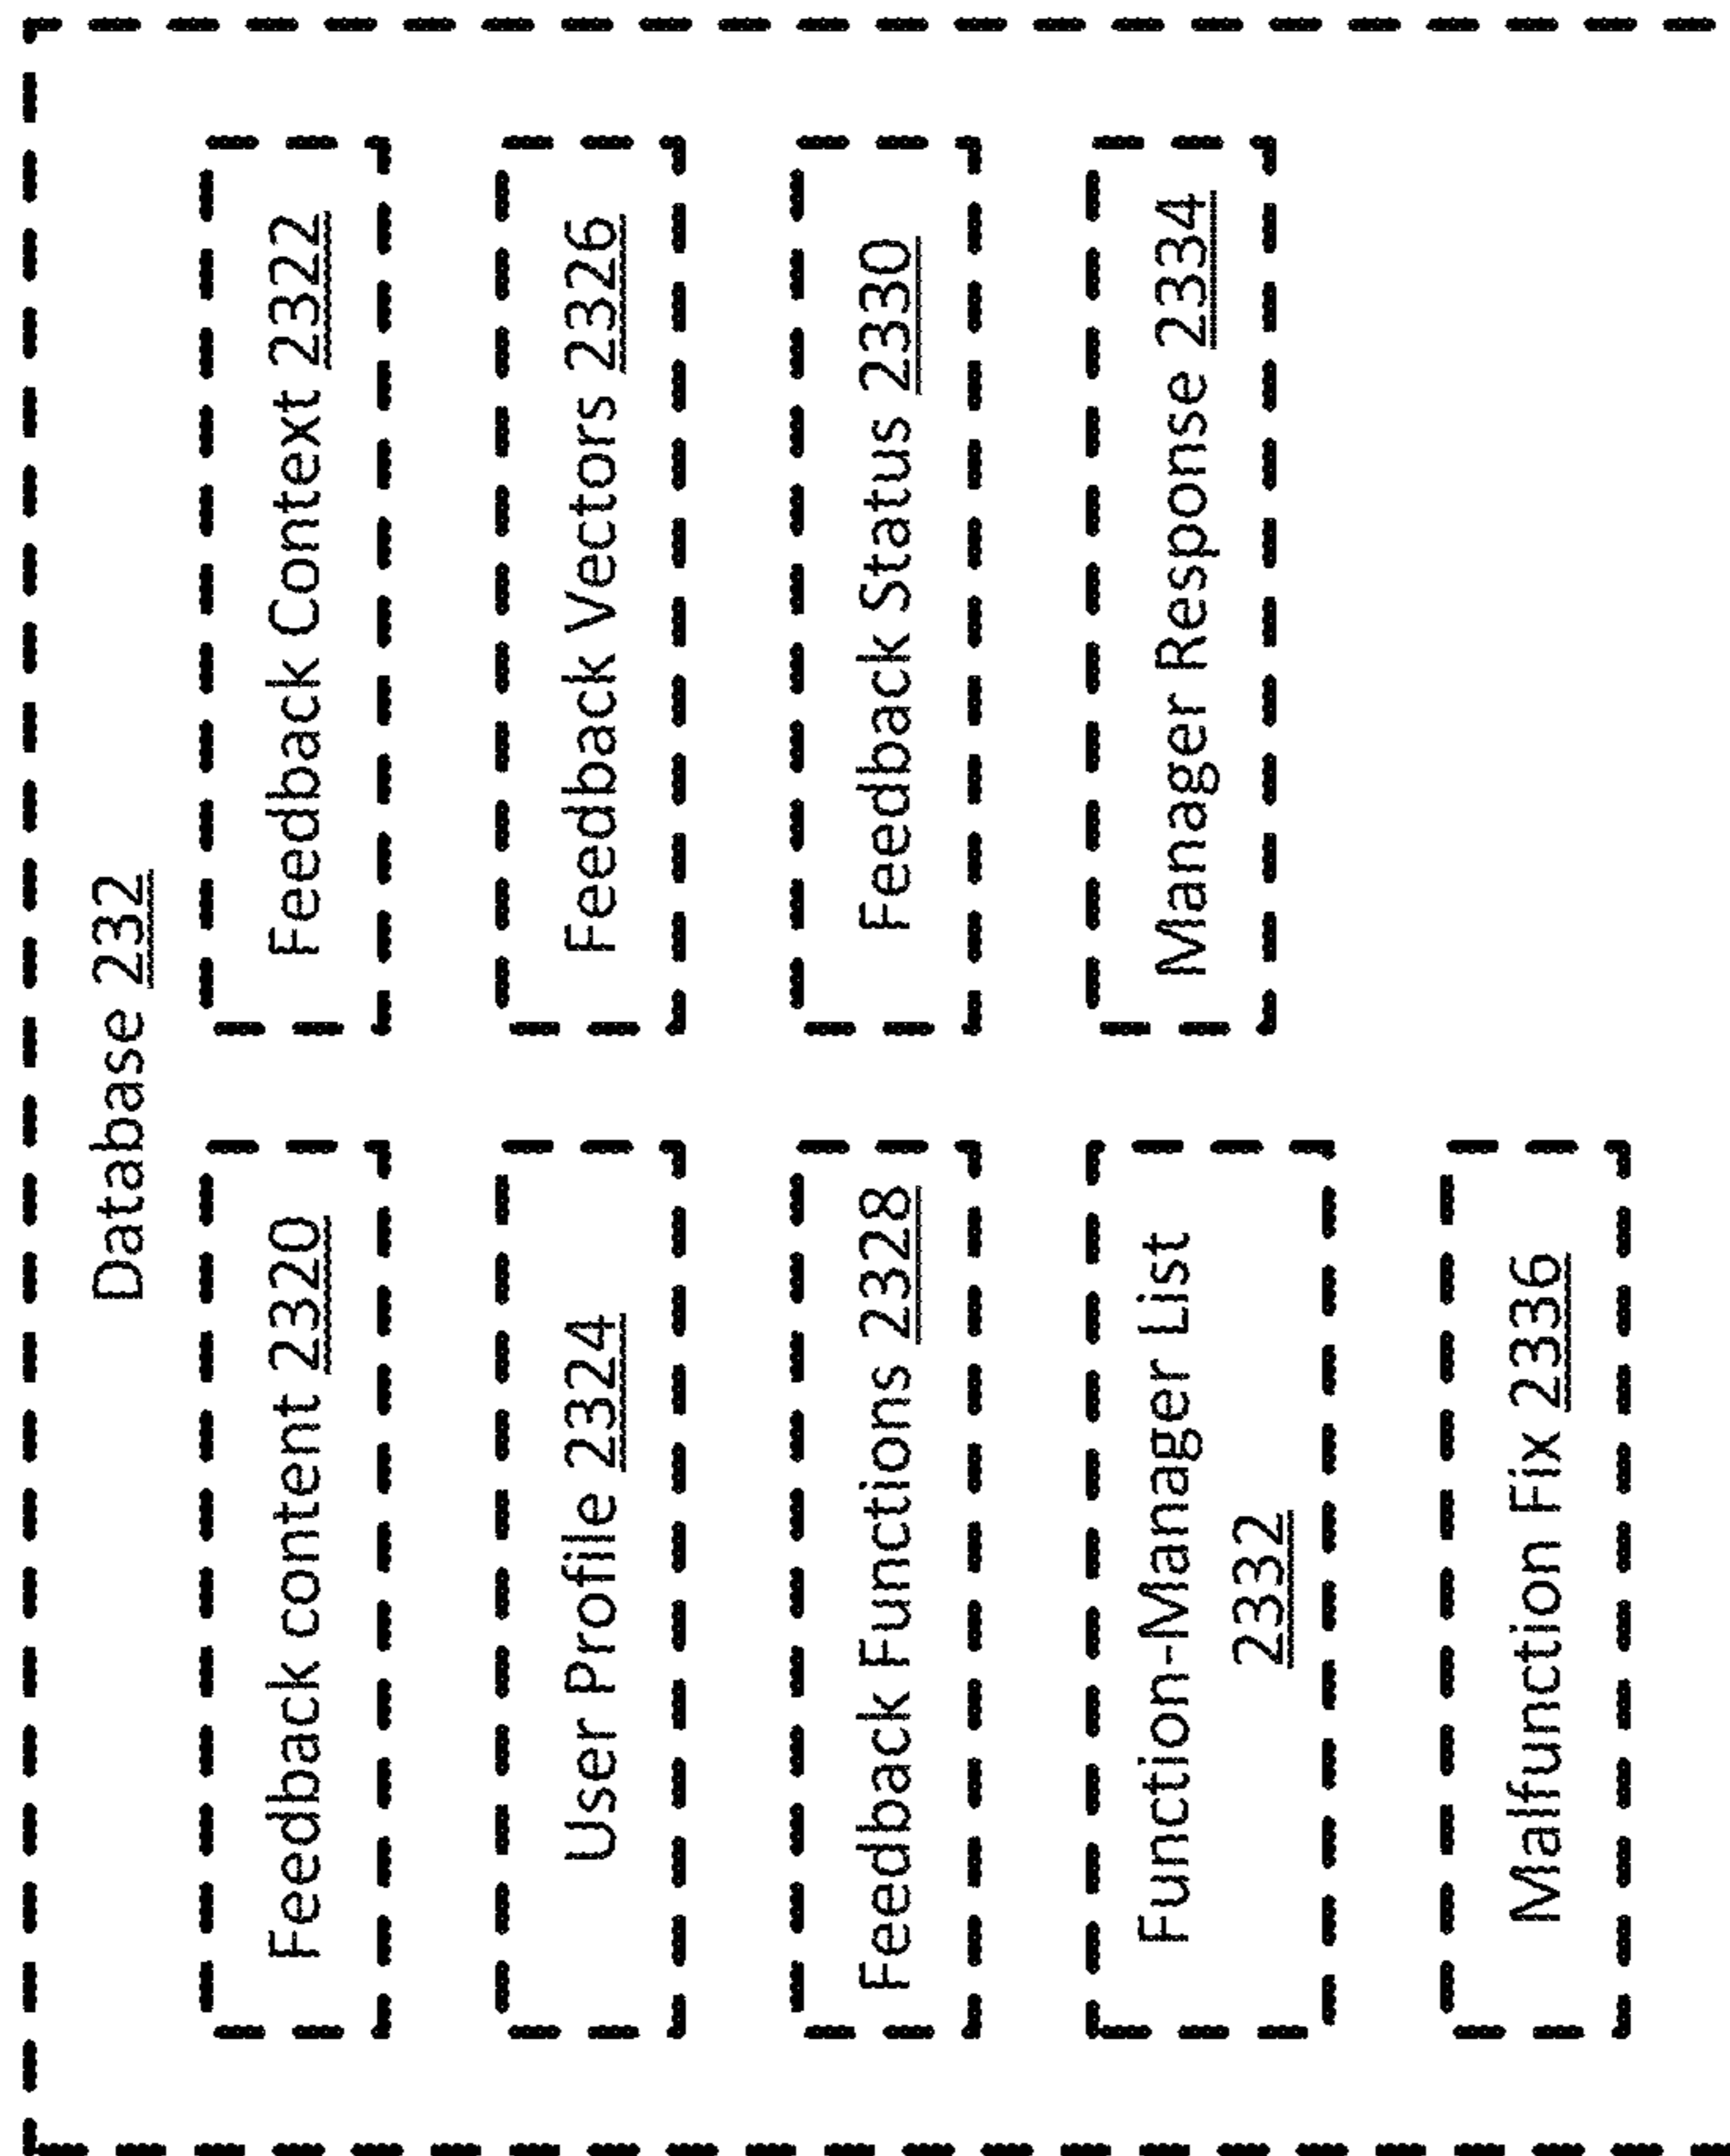 Database 232
Feedback content 2320
Feedback Context 2322
User Profile 2324
Feedback Vectors 2326
Feedback Functions 2328
Feedback Status 2330
Function-Manager List
2332
Manager Response 2334
Malfunction Fix 2336